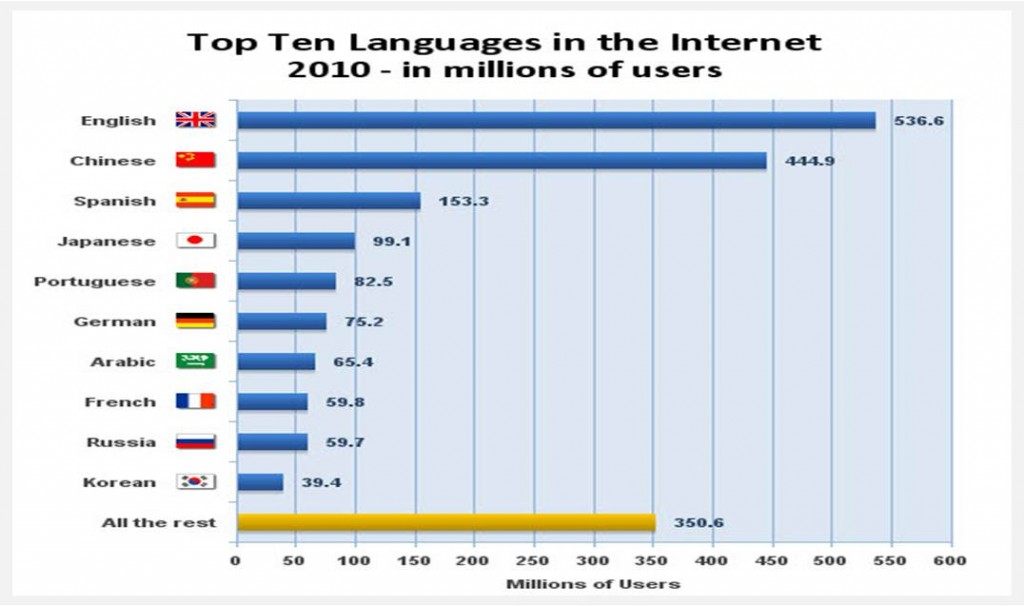 Top Ten Languages in the Internet
2010 - in millions of users
English 536.6
Chinese 444.9
Spanish 153.3
Japanese 99.1
Portuguese 82.5
German 75.2
Arabic 65.4
French 59.8
Russia 59.7
Korean 39.4
All the rest 350.6
0 50 100 150 200 250 300 350 400 450 500 550 600
Millions of Users